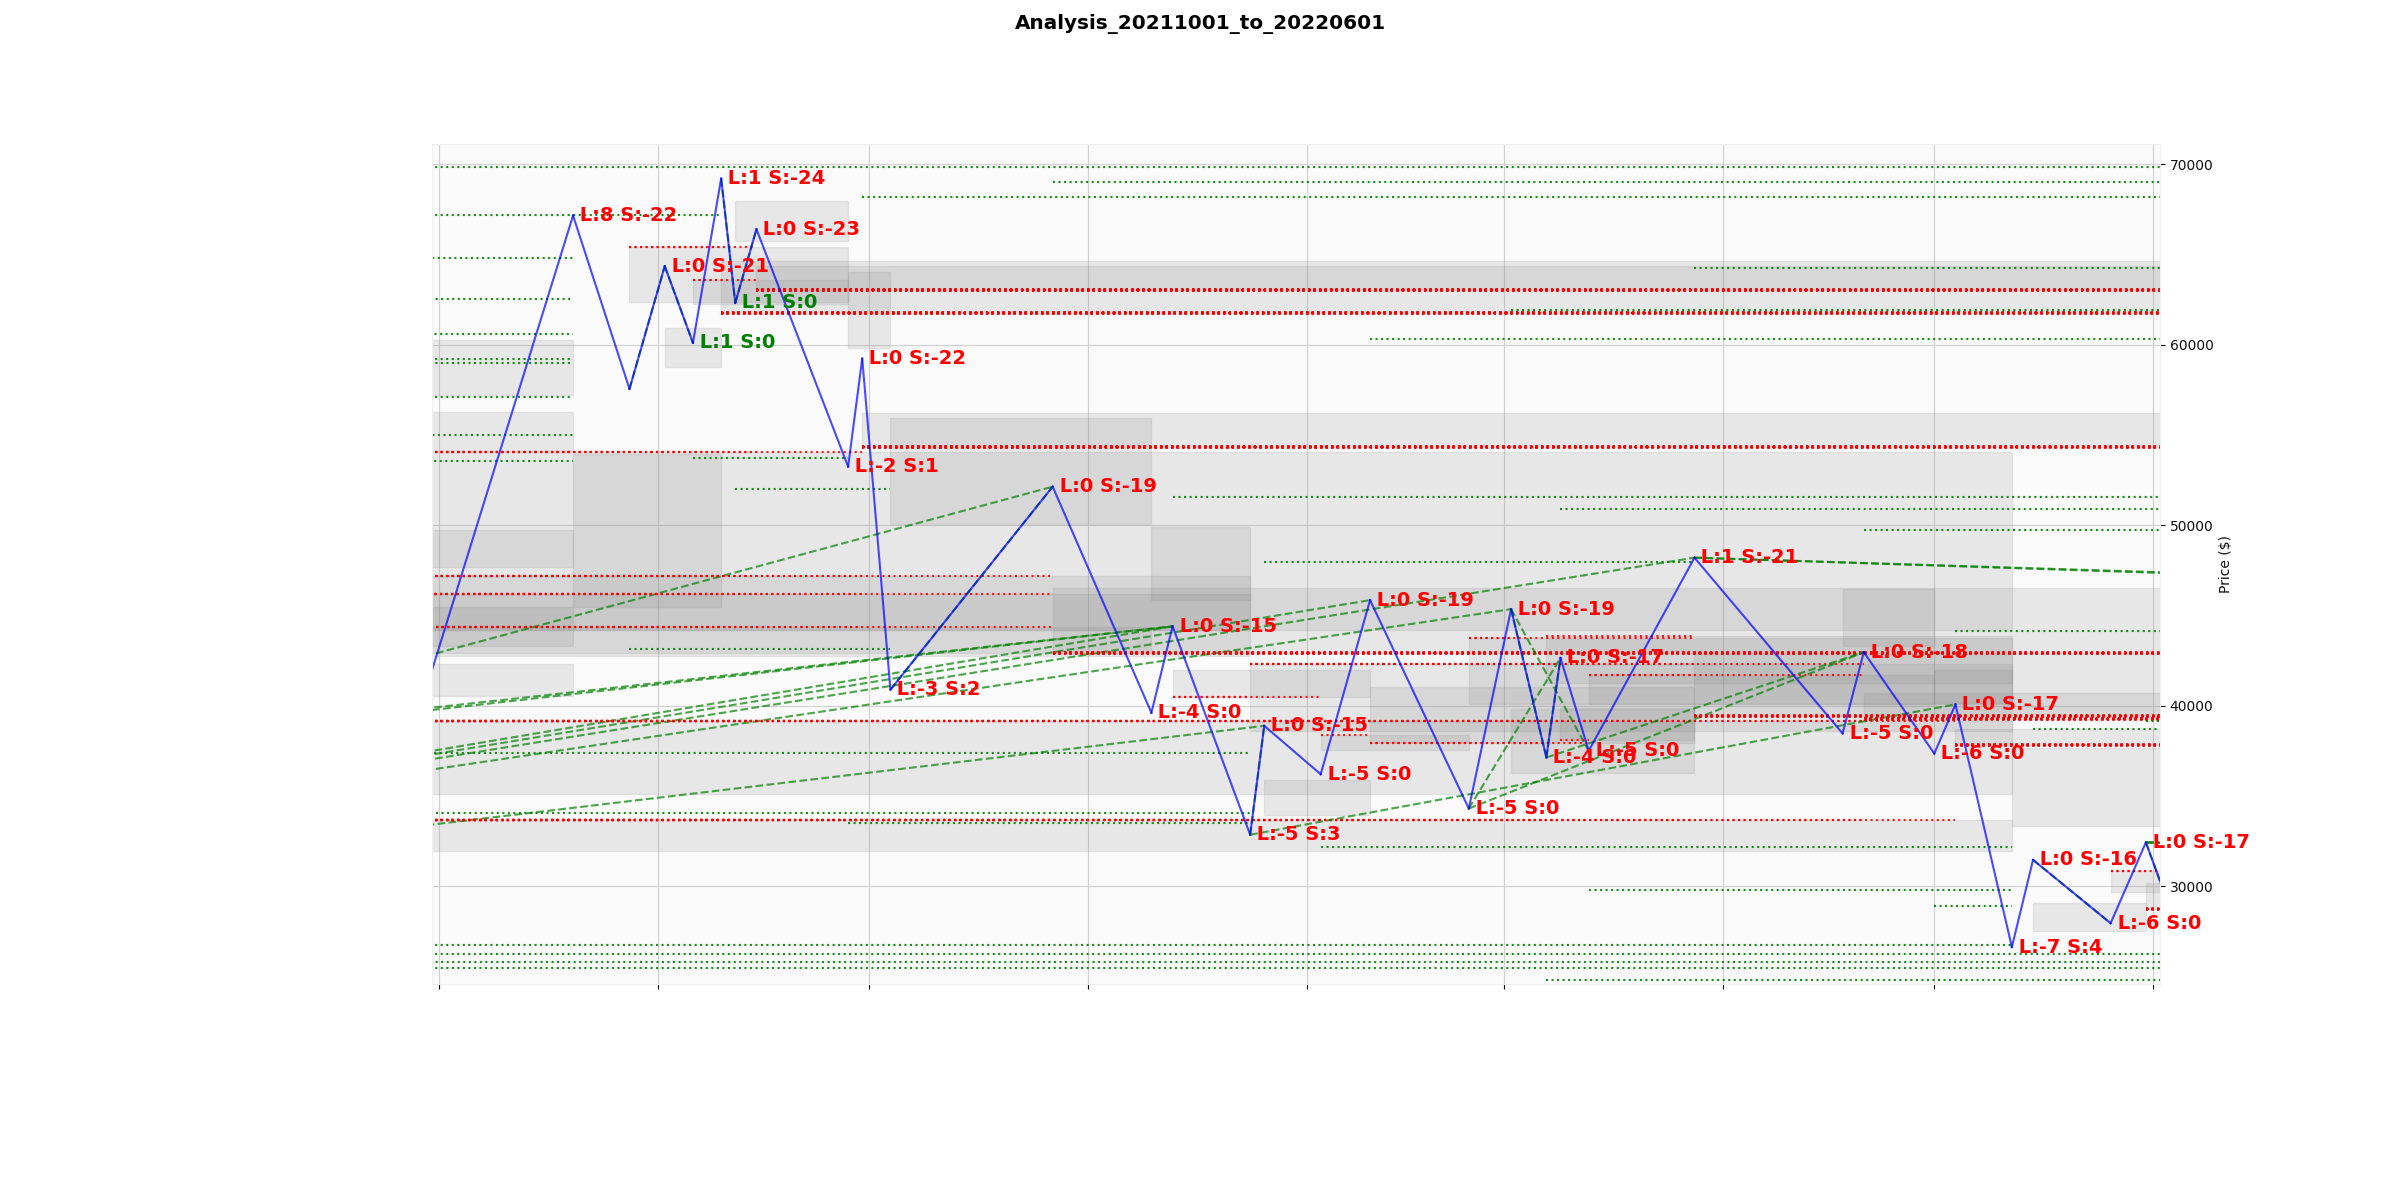 Analysis_20211001_to_20220601
70000
L:1 S:-24
L:8 S:-22
L:0 S:-23
L:0 S:-21
L:1 S:0
L:1 S:0
60000
L:0 S:-22
L:-2 S:1
L:0 S:-19
50000
Price ($)
L:1 S:-21
L:0 S:-19
L:0 S:-19
L:0 S:-15
L:0 S:-18
L:0 S:-17
L:-3 S:2
L:0 S:-17
40000
L:-4 S:0
L:0 S:-15
L:-5 S:0
L:-5 S:0
L:-6 S:0
L:-4 S:0
L:-5 S:0
L:-5 S:0
L:-5 S:3
L:0 S:-17
L:0 S:-16
30000
L:-6 S:0
L:-7 S:4